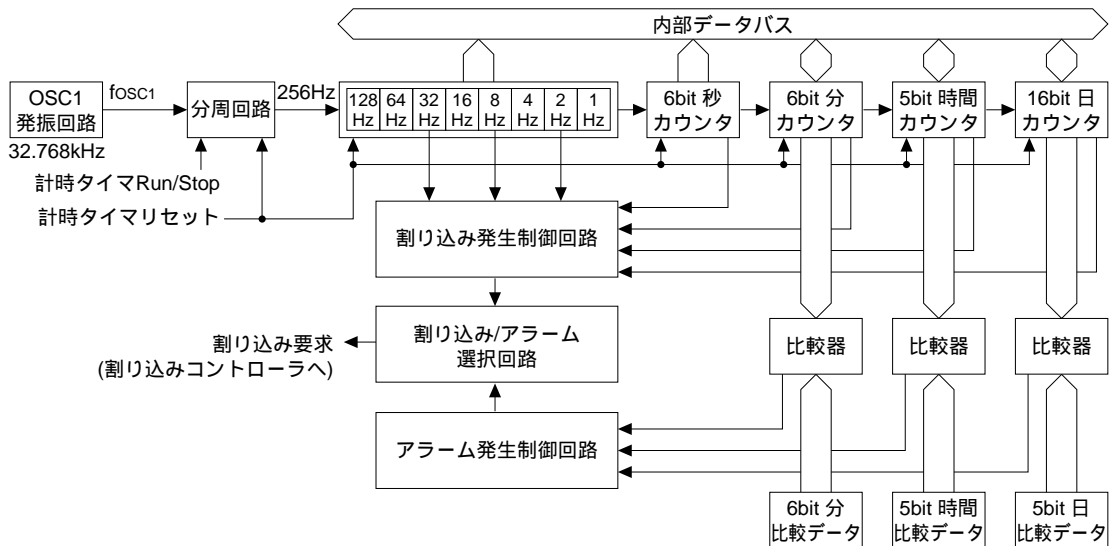 内部データバス
OSC1
発振回路
32.768kHz
fOSC1
分周回路
256Hz
128 Hz
64 Hz
32 Hz
16 Hz
8 Hz
4 Hz
2 Hz
1 Hz
6bit 秒
カウンタ
6bit 分
カウンタ
5bit 時間
カウンタ
16bit 日
カウンタ
計時タイマRun/Stop
計時タイマリセット
割り込み発生制御回路
割り込み要求
(割り込みコントローラへ)
割り込み/アラーム
選択回路
比較器
比較器
比較器
アラーム発生制御回路
6bit 分
比較データ
5bit 時間
比較データ
5bit 日
比較データ